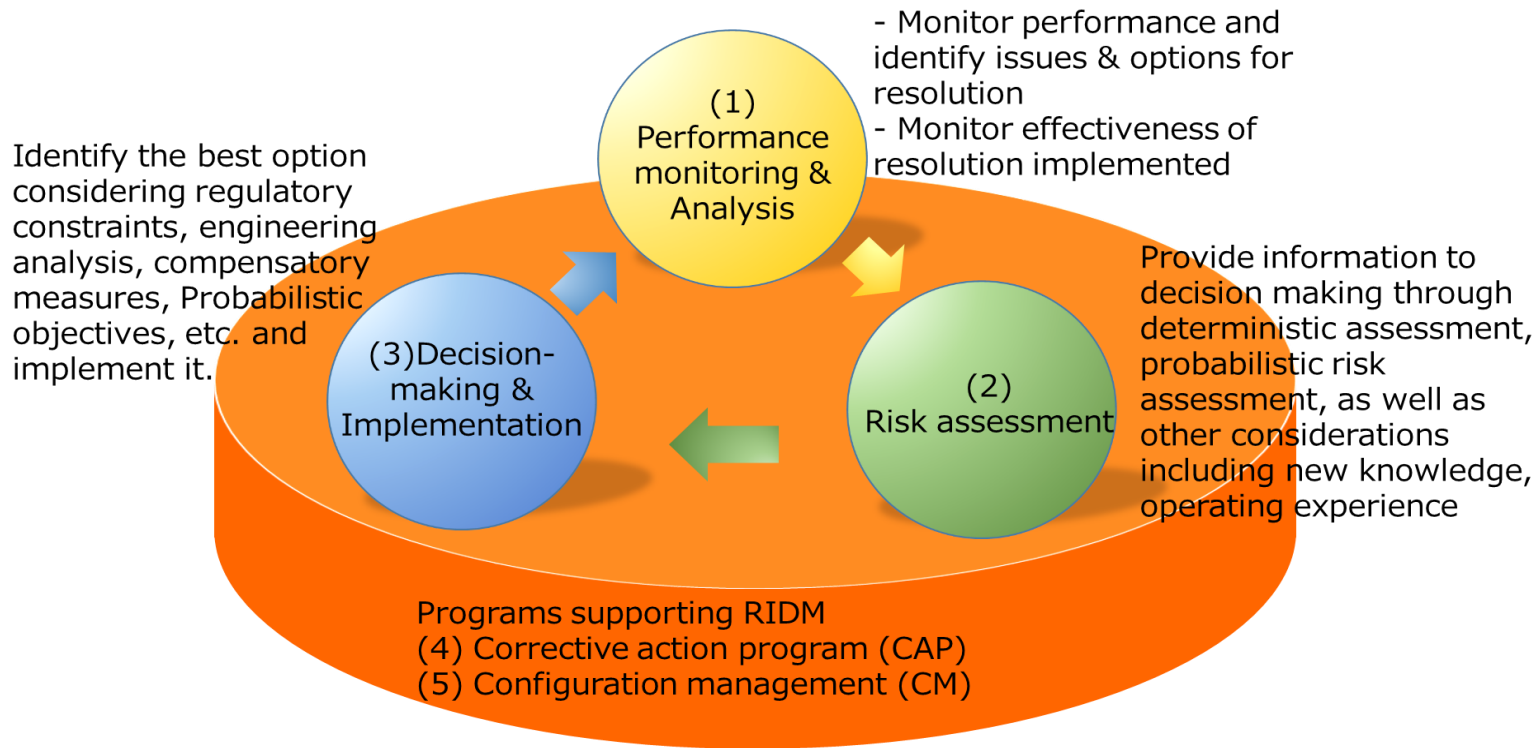 - Monitor performance and
identify issues & options for
resolution
- Monitor effectiveness of
resolution implemented
(1)
Performance
monitoring &
Analysis
Identify the best option
considering regulatory
constraints, engineering
analysis, compensatory
measures, Probabilistic
objectives, etc. and
implement it.
Provide information to
decision making through
deterministic assessment,
probabilistic risk
assessment, as well as
other considerations
including new knowledge,
operating experience
(3)Decision-
making &
Implementation
(2)
Risk assessment
Programs supporting RIDM
(4) Corrective action program (CAP)
(5) Configuration management (CM)